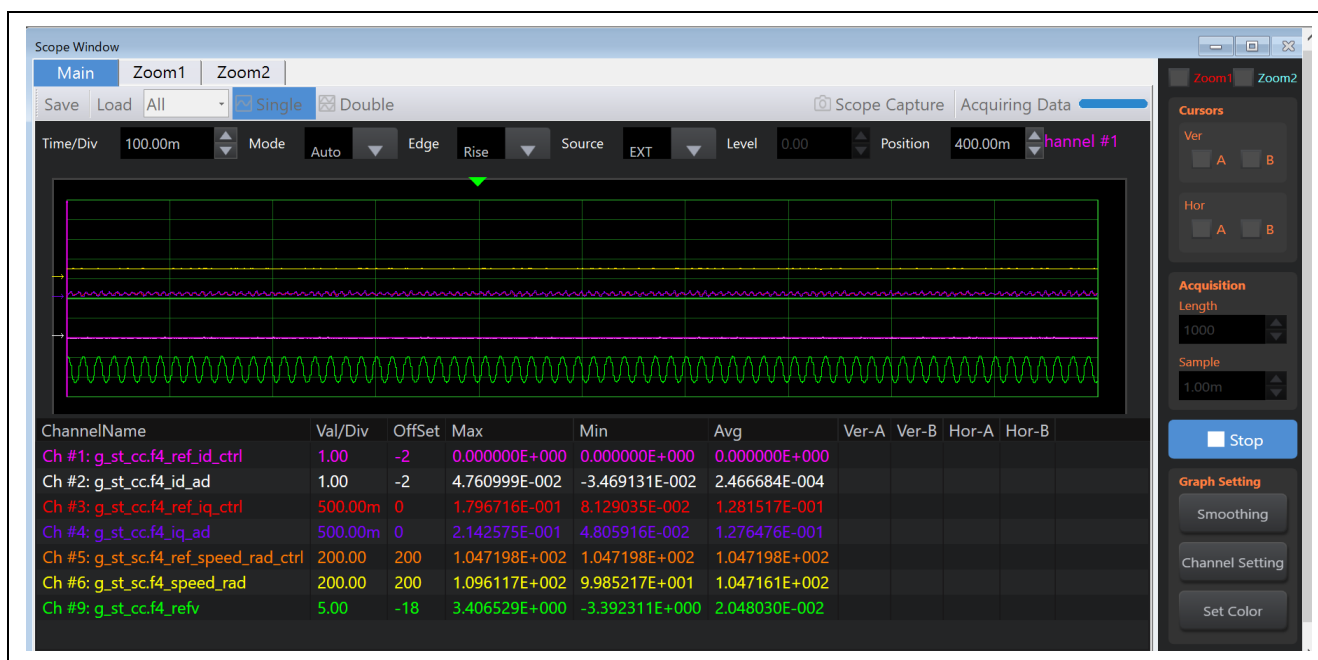 Scope Window
Main Zoom1 Zoom2
Save Load All Single Double Scope Capture Acquiring Data
Time/Div 100.00m Mode Auto Edge Rise Source EXT Level 0.00 Position 400.00m hannel #1
ChannelName Val/Div OffSet Max Min Avg Ver-A Ver-B Hor-A Hor-B
Ch #1: g_st_cc.f4_ref_id_ctrl 1.00 -2 0.000000E+000 0.000000E+000 0.000000E+000
Ch #2: g_st_cc.f4_id_ad 1.00 -2 4.760999E-002 -3.469131E-002 2.466684E-004
Ch #3: g_st_cc.f4_ref_iq_ctrl 500.00m 0 1.796716E-001 8.129035E-002 1.281517E-001
Ch #4: g_st_cc.f4_iq_ad 500.00m 0 2.142575E-001 4.805916E-002 1.276476E-001
Ch #5: g_st_sc.f4_ref_speed_rad_ctrl 200.00 200 1.047198E+002 1.047198E+002 1.047198E+002
Ch #6: g_st_sc.f4_speed_rad 200.00 200 1.096117E+002 9.985217E+001 1.047161E+002
Ch #9: g_st_cc.f4_refv 5.00 -18 3.406529E+000 -3.392311E+000 2.048030E-002
Zoom1 Zoom2
Cursors
Ver
A B
Hor
A B
Acquisition
Length
1000
Sample
1.00m
Stop
Graph Setting
Smoothing
Channel Setting
Set Color